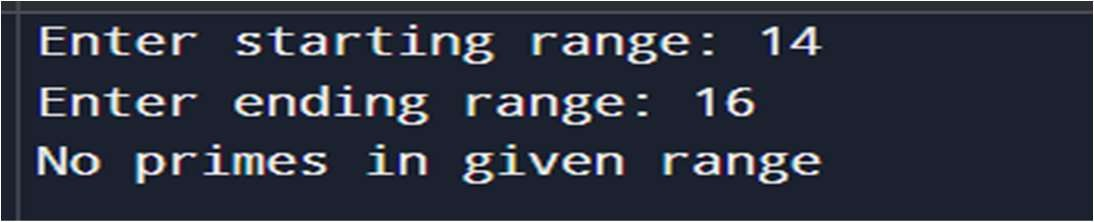 Enter starting range: 14
Enter ending range: 16
No primes in given range